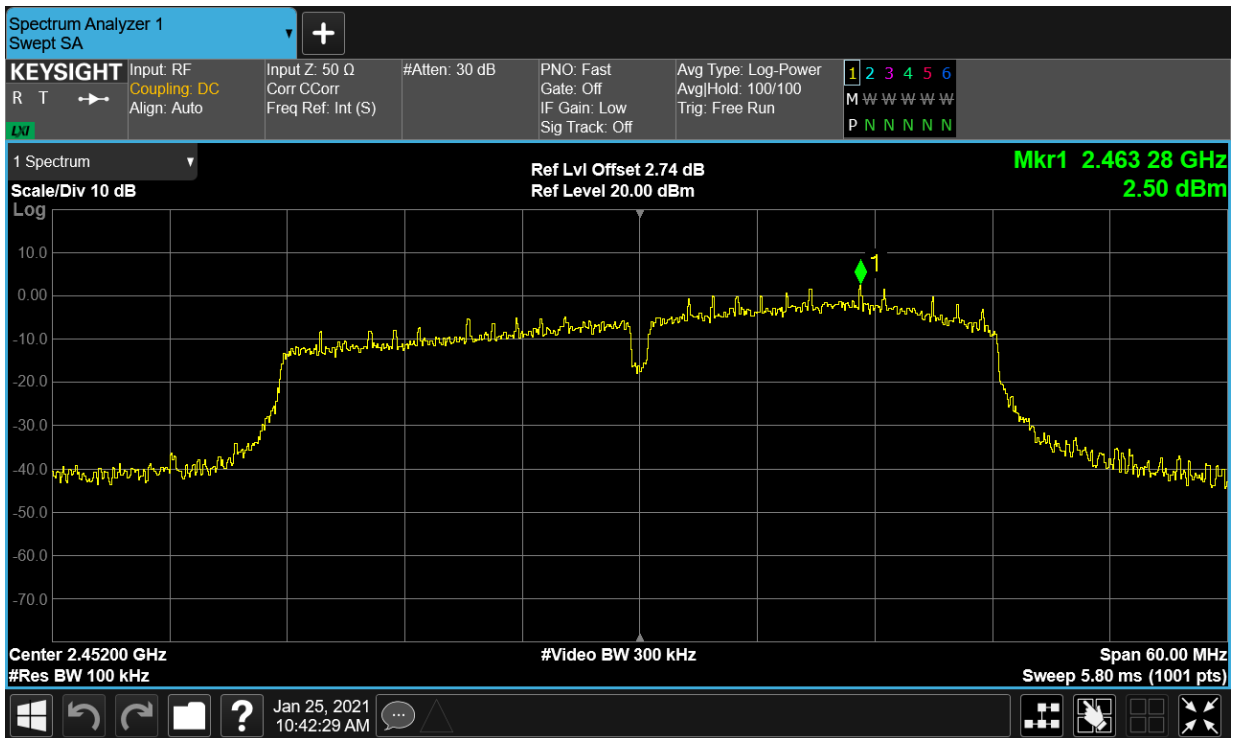 Spectrum Analyzer 1
Swept SA
+
KEYSIGHT
R T
LXI
Input: RF
Coupling: DC
Align: Auto
Input Z: 50 Ω
Corr CCorr
Freq Ref: Int (S)
#Atten: 30 dB
PNO: Fast
Gate: Off
IF Gain: Low
Sig Track: Off
Avg Type: Log-Power
Avg|Hold: 100/100
Trig: Free Run
1 2 3 4 5 6
M W W W W W
P N N N N N
1 Spectrum
Scale/Div 10 dB
Log
Ref Lvl Offset 2.74 dB
Ref Level 20.00 dBm
Mkr1 2.463 28 GHz
2.50 dBm
10.0
0.00
-10.0
-20.0
-30.0
-40.0
-50.0
-60.0
-70.0
1
Center 2.45200 GHz
#Res BW 100 kHz
#Video BW 300 kHz
Span 60.00 MHz
Sweep 5.80 ms (1001 pts)
?
Jan 25, 2021
10:42:29 AM